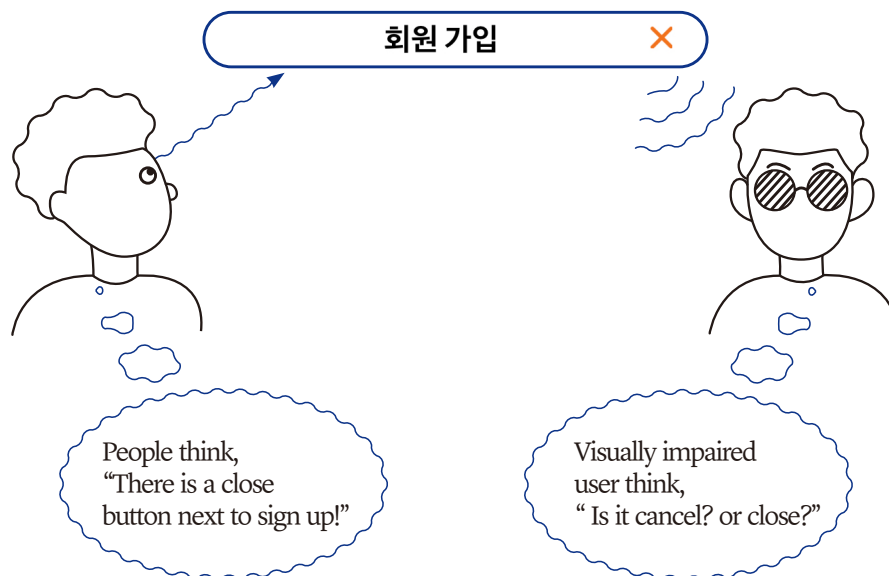 회원 가입
People think,
“There is a close
button next to sign up!”
Visually impaired
user think,
“ Is it cancel? or close?”